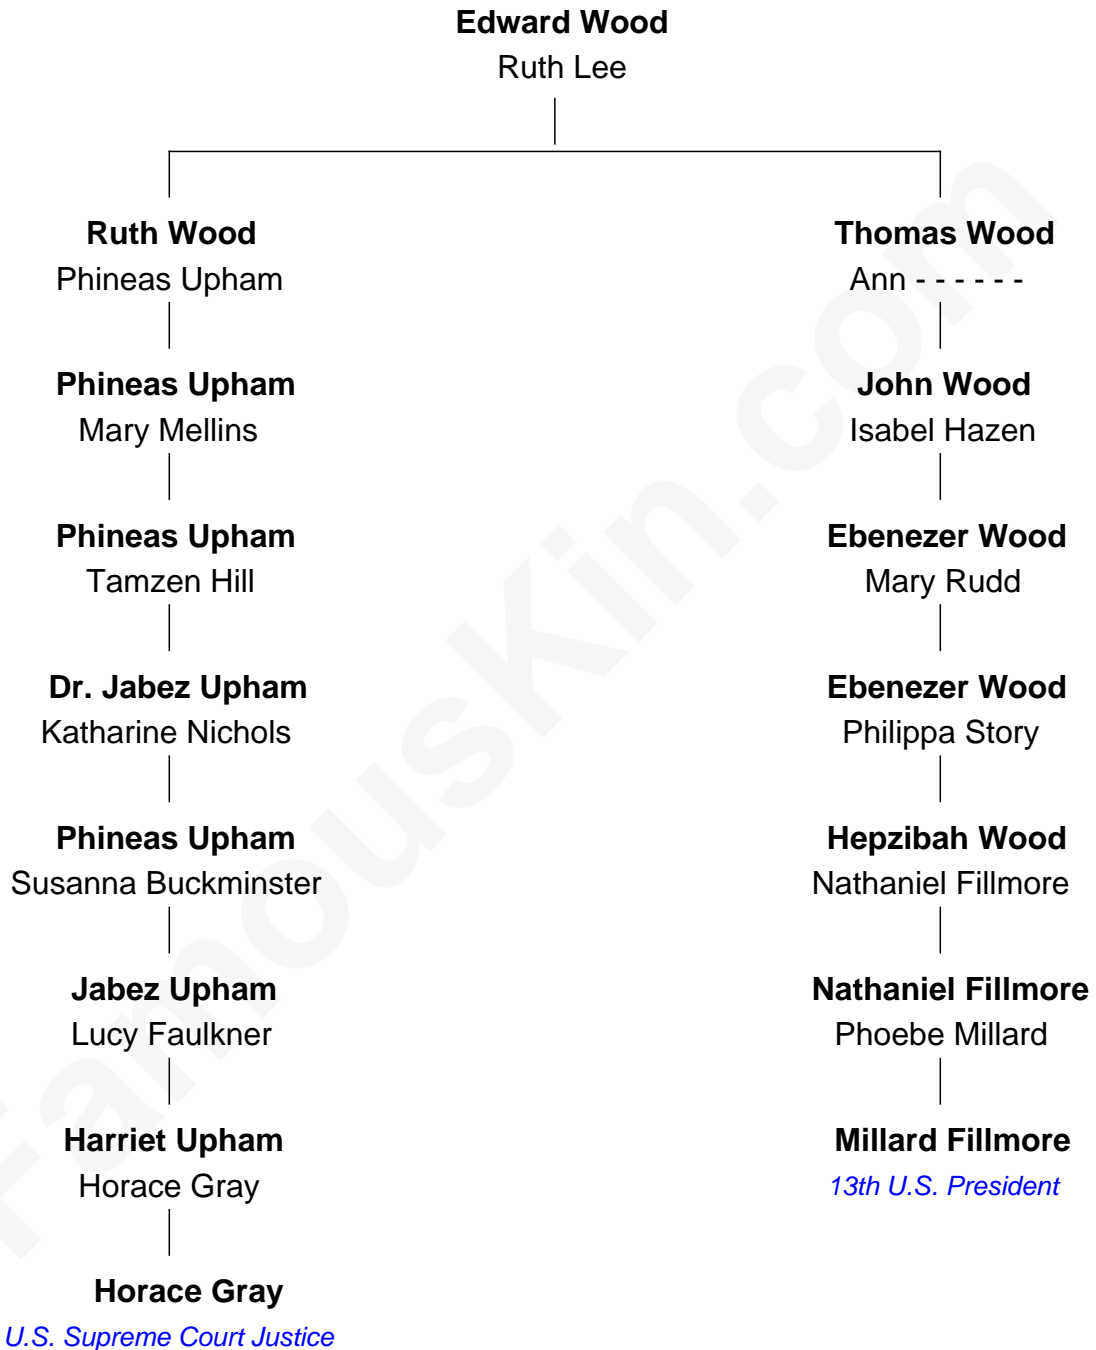 Edward Wood
Ruth Lee
Ruth Wood
Phineas Upham
Thomas Wood
Ann - - - - - -
Phineas Upham
Mary Mellins
John Wood
Isabel Hazen
Phineas Upham
Tamzen Hill
Ebenezer Wood
Mary Rudd
Dr. Jabez Upham
Katharine Nichols
Ebenezer Wood
Philippa Story
Phineas Upham
Susanna Buckminster
Hepzibah Wood
Nathaniel Fillmore
Jabez Upham
Lucy Faulkner
Nathaniel Fillmore
Phoebe Millard
Harriet Upham
Horace Gray
Millard Fillmore
13th U.S. President
Horace Gray
U.S. Supreme Court Justice
FamousKin.com